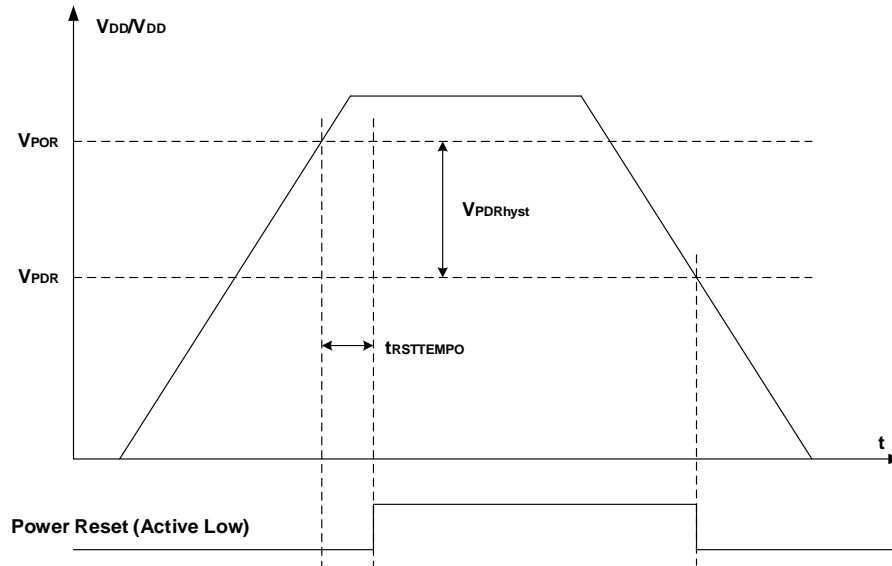 VDD/VDD
VPOR
VPDRhyst
VPDR
tRSTTEMPO
t
Power Reset (Active Low)